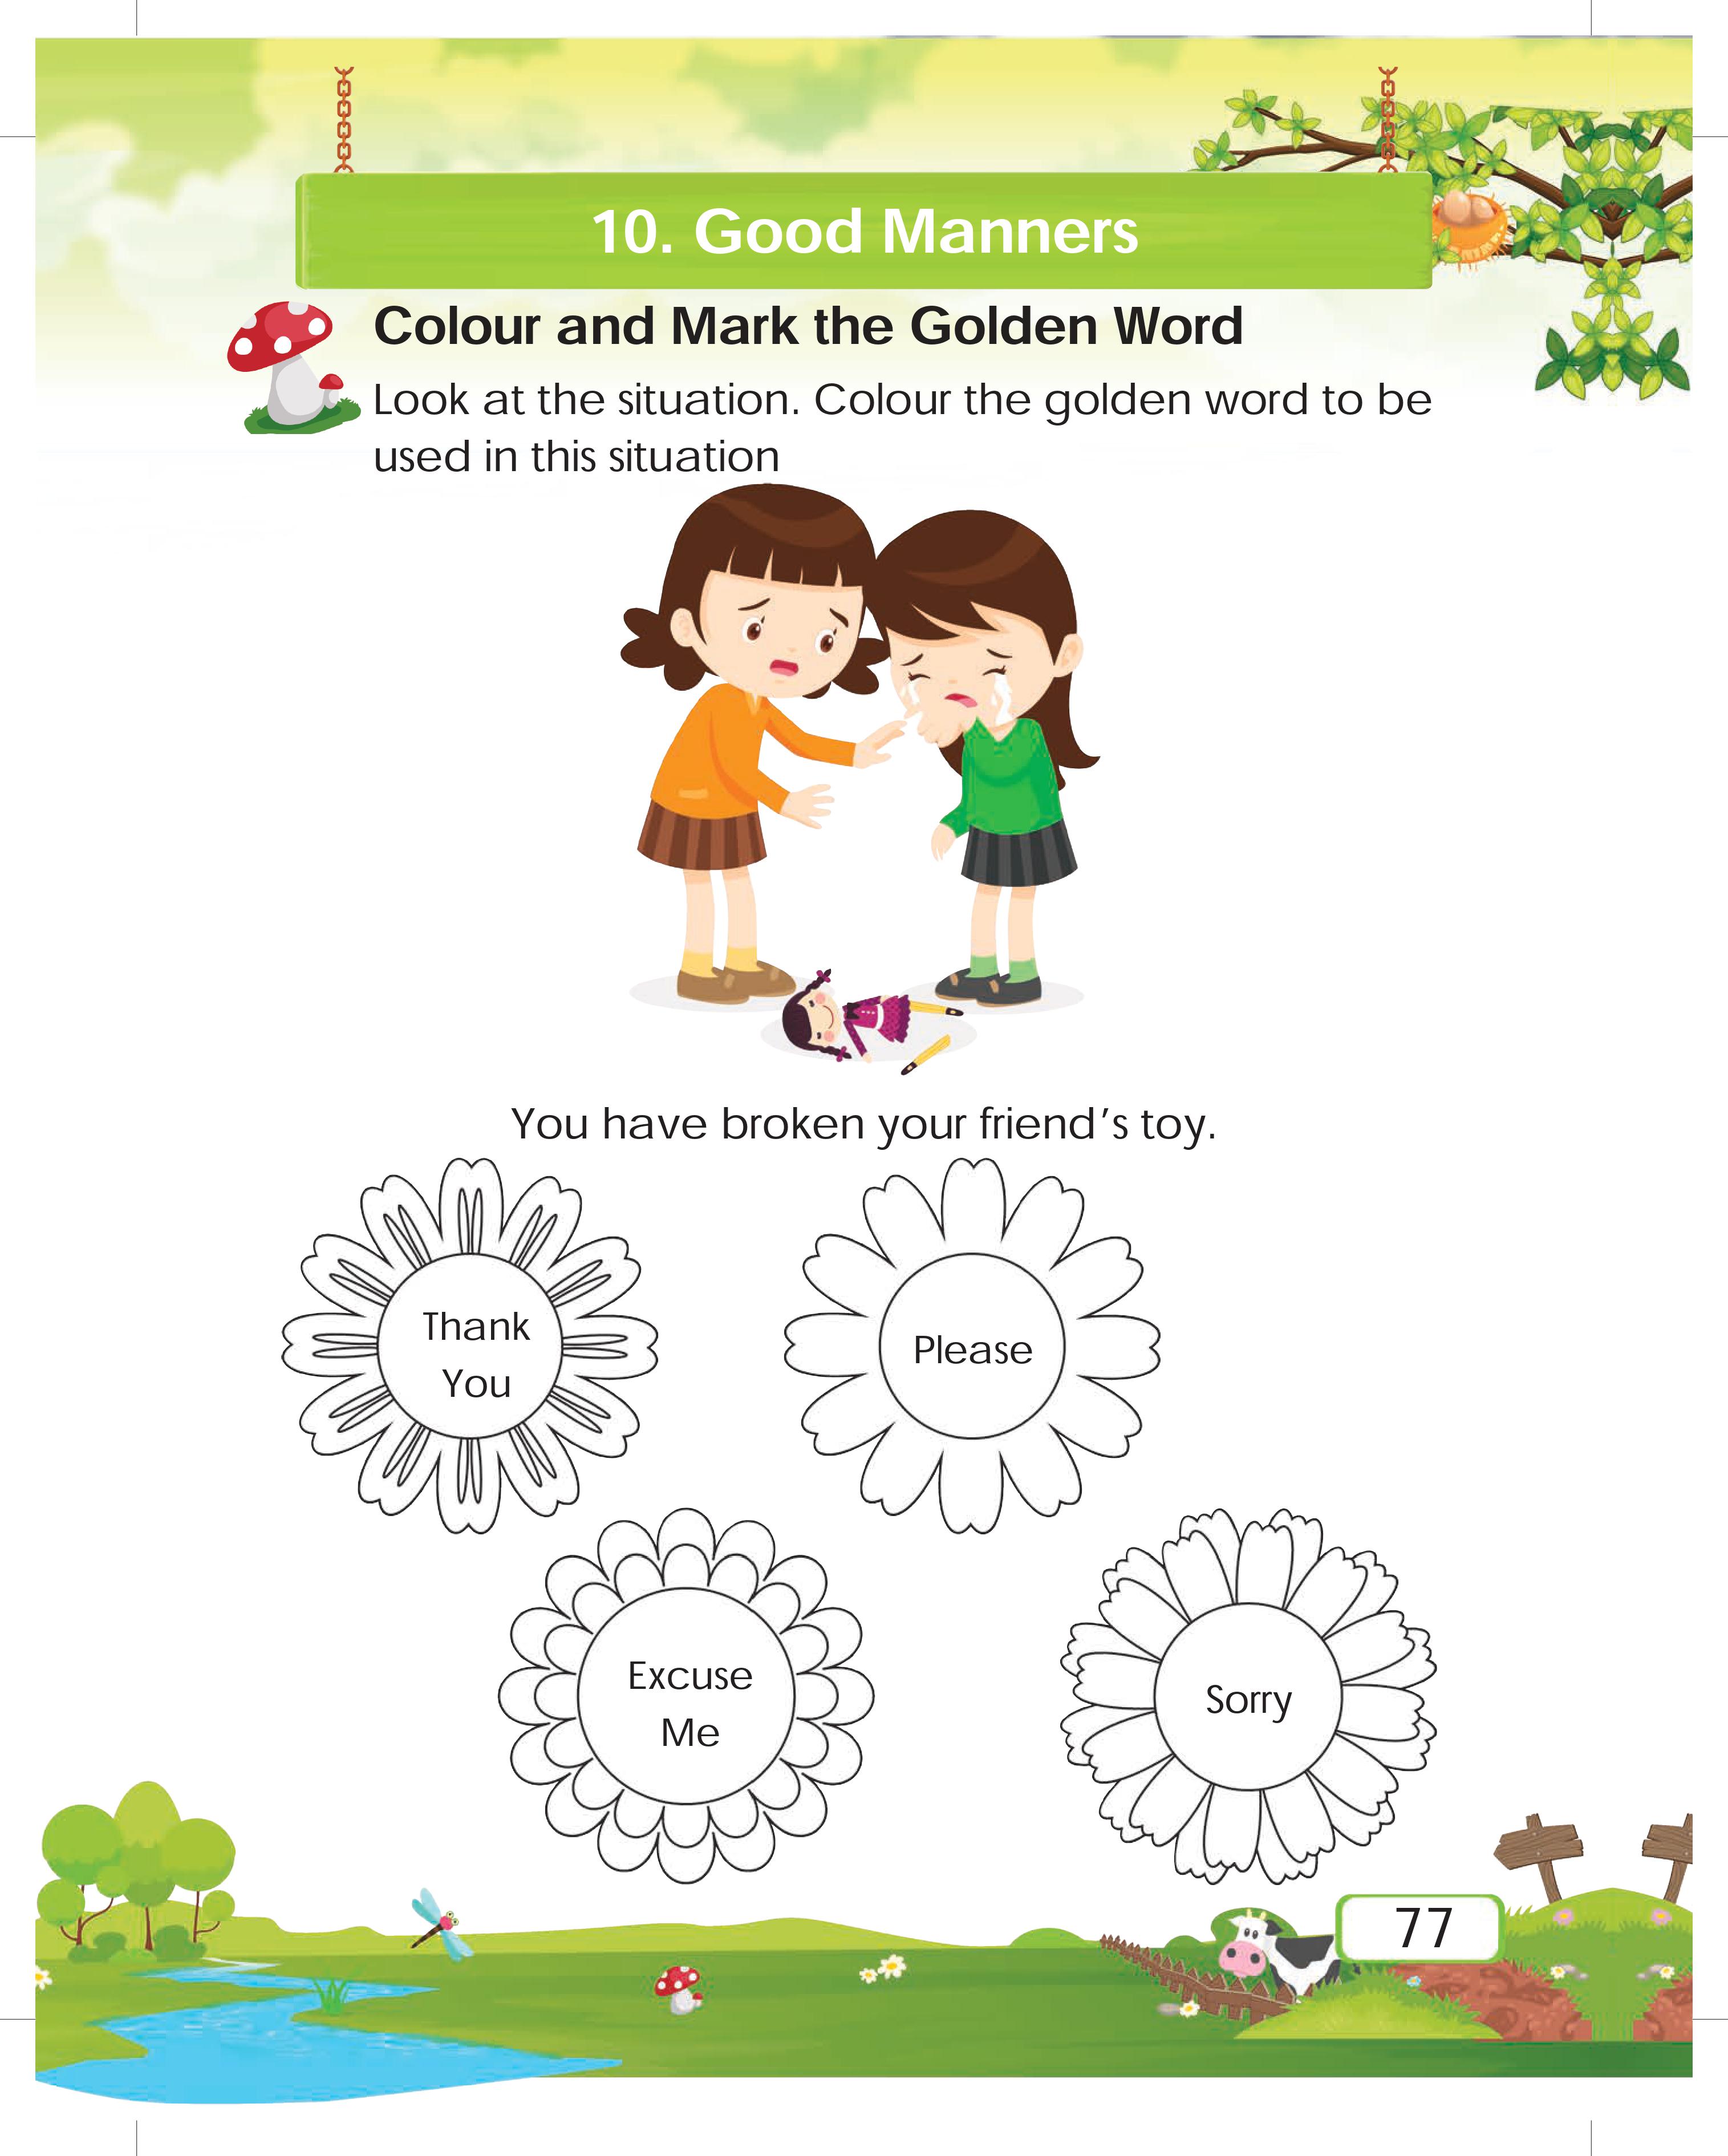 10. Good Manners
Colour and Mark the Golden Word
Look at the situation. Colour the golden word to be
used in this situation
You have broken your friend's toy.
Thank
You
Please
Excuse
Me
Sorry
77